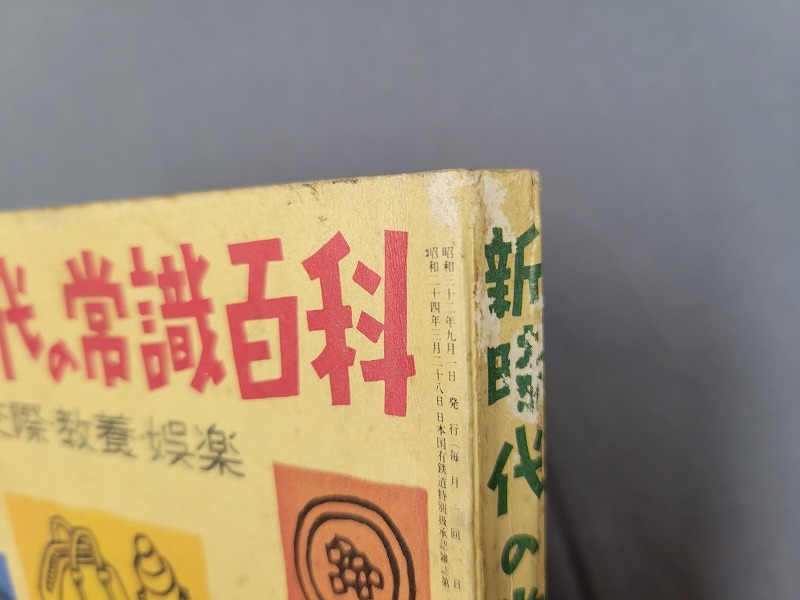 代の常識百科
際・教養・娯楽
昭和三十二年九月一日発行(毎月一回一日
昭和二十四年三月二十八日日本国有鉄道特別扱承認雑誌第
新時代の